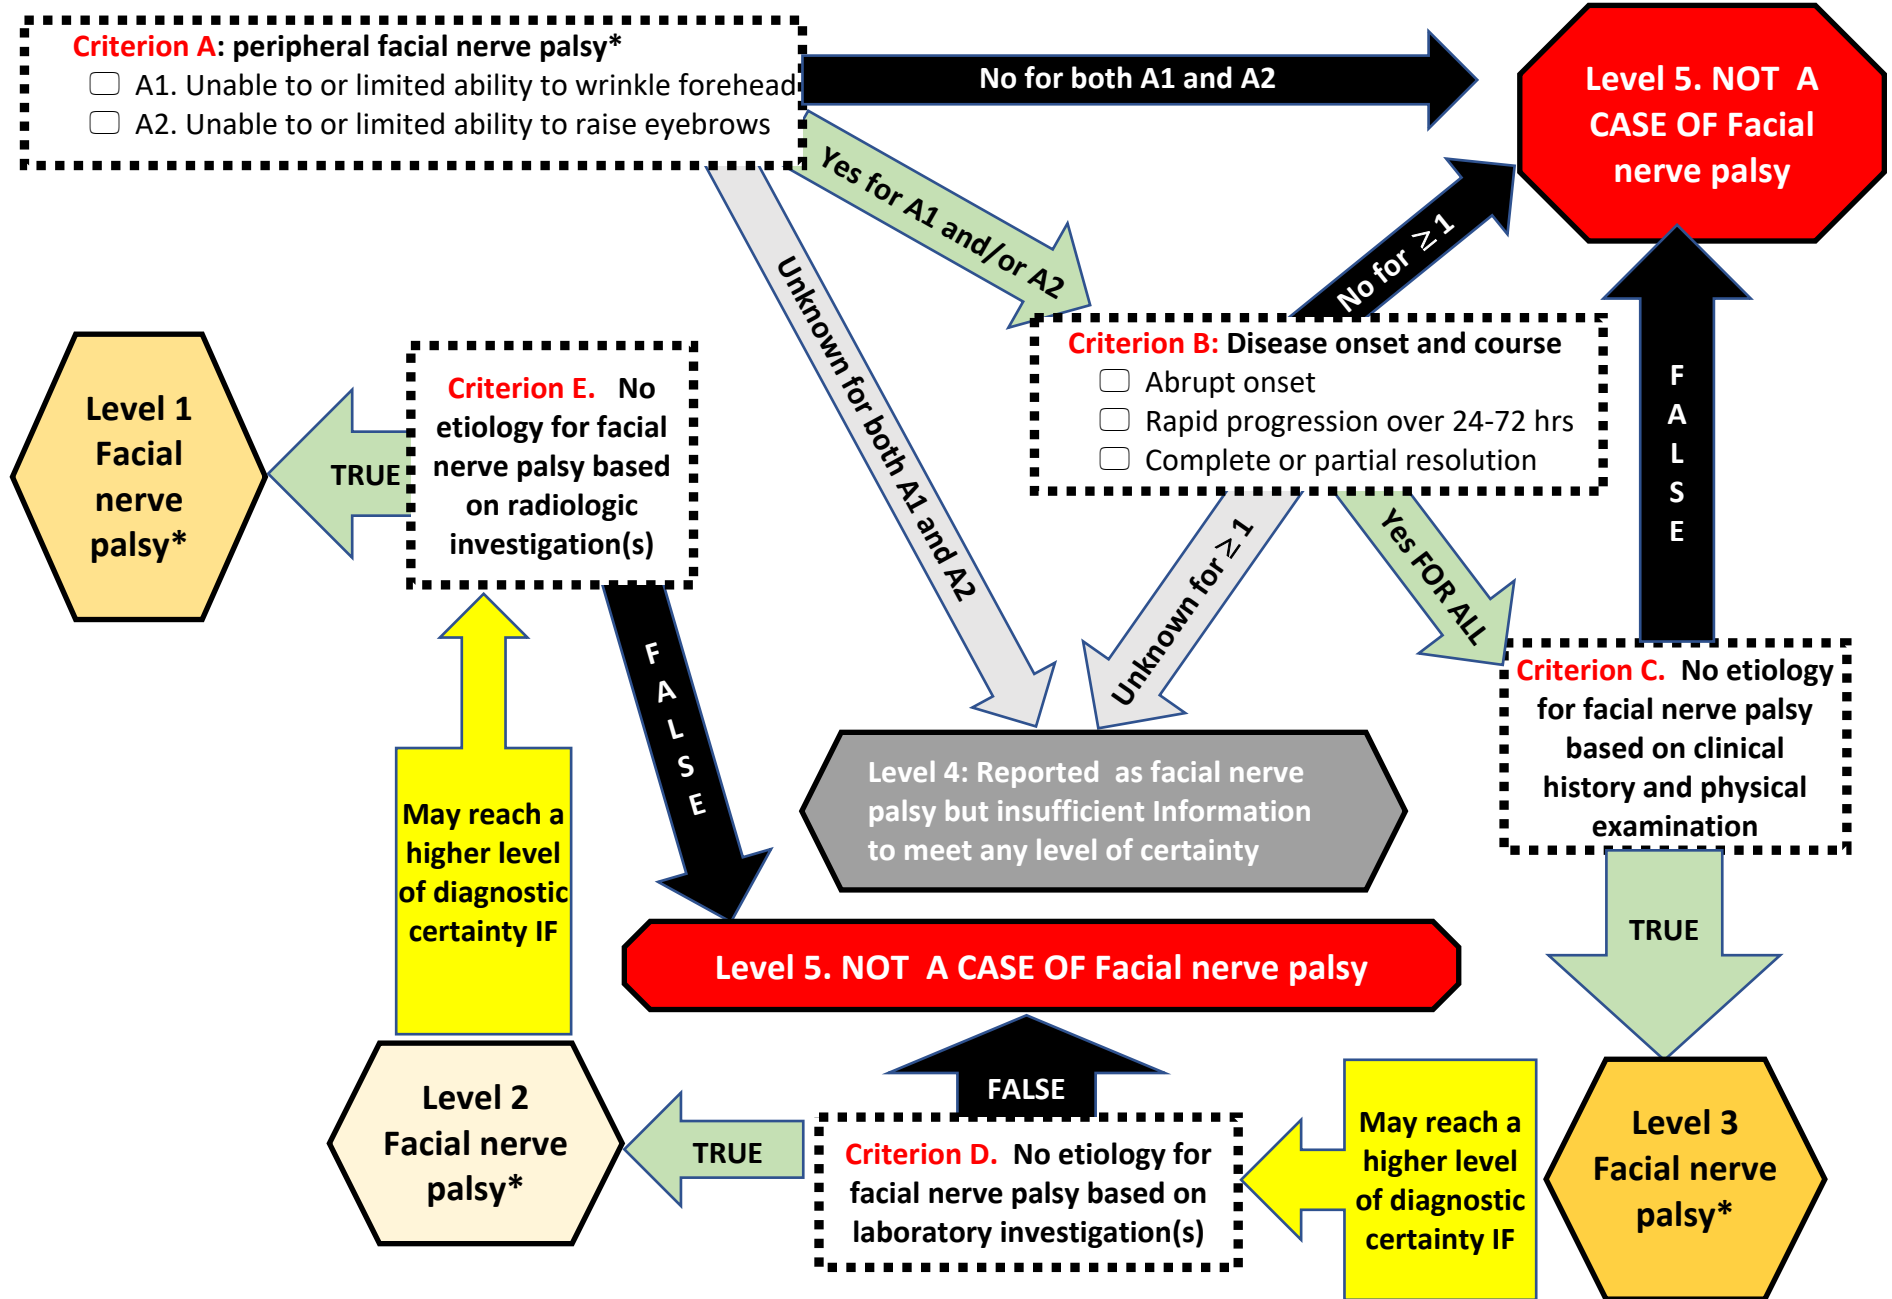 Criterion A: peripheral facial nerve palsy*
A1. Unable to or limited ability to wrinkle forehead
A2. Unable to or limited ability to raise eyebrows
No for both A1 and A2
Level 5. NOT A
CASE OF Facial
nerve palsy
Yes for A1 and/or A2
Unknown for both A1 and A2
No for ≥ 1
Criterion B: Disease onset and course
Abrupt onset
Rapid progression over 24-72 hrs
Complete or partial resolution
FALSE
Level 1
Facial
nerve
palsy*
TRUE
Criterion E. No
etiology for facial
nerve palsy based
on radiologic
investigation(s)
Unknown for ≥ 1
Yes FOR ALL
FALSE
Criterion C. No etiology
for facial nerve palsy
based on clinical
history and physical
examination
Level 4: Reported as facial nerve
palsy but insufficient Information
to meet any level of certainty
May reach a
higher level
of diagnostic
certainty IF
Level 5. NOT A CASE OF Facial nerve palsy
TRUE
FALSE
Level 2
Facial nerve
palsy*
TRUE
Criterion D. No etiology for
facial nerve palsy based on
laboratory investigation(s)
May reach a
higher level
of diagnostic
certainty IF
Level 3
Facial nerve
palsy*